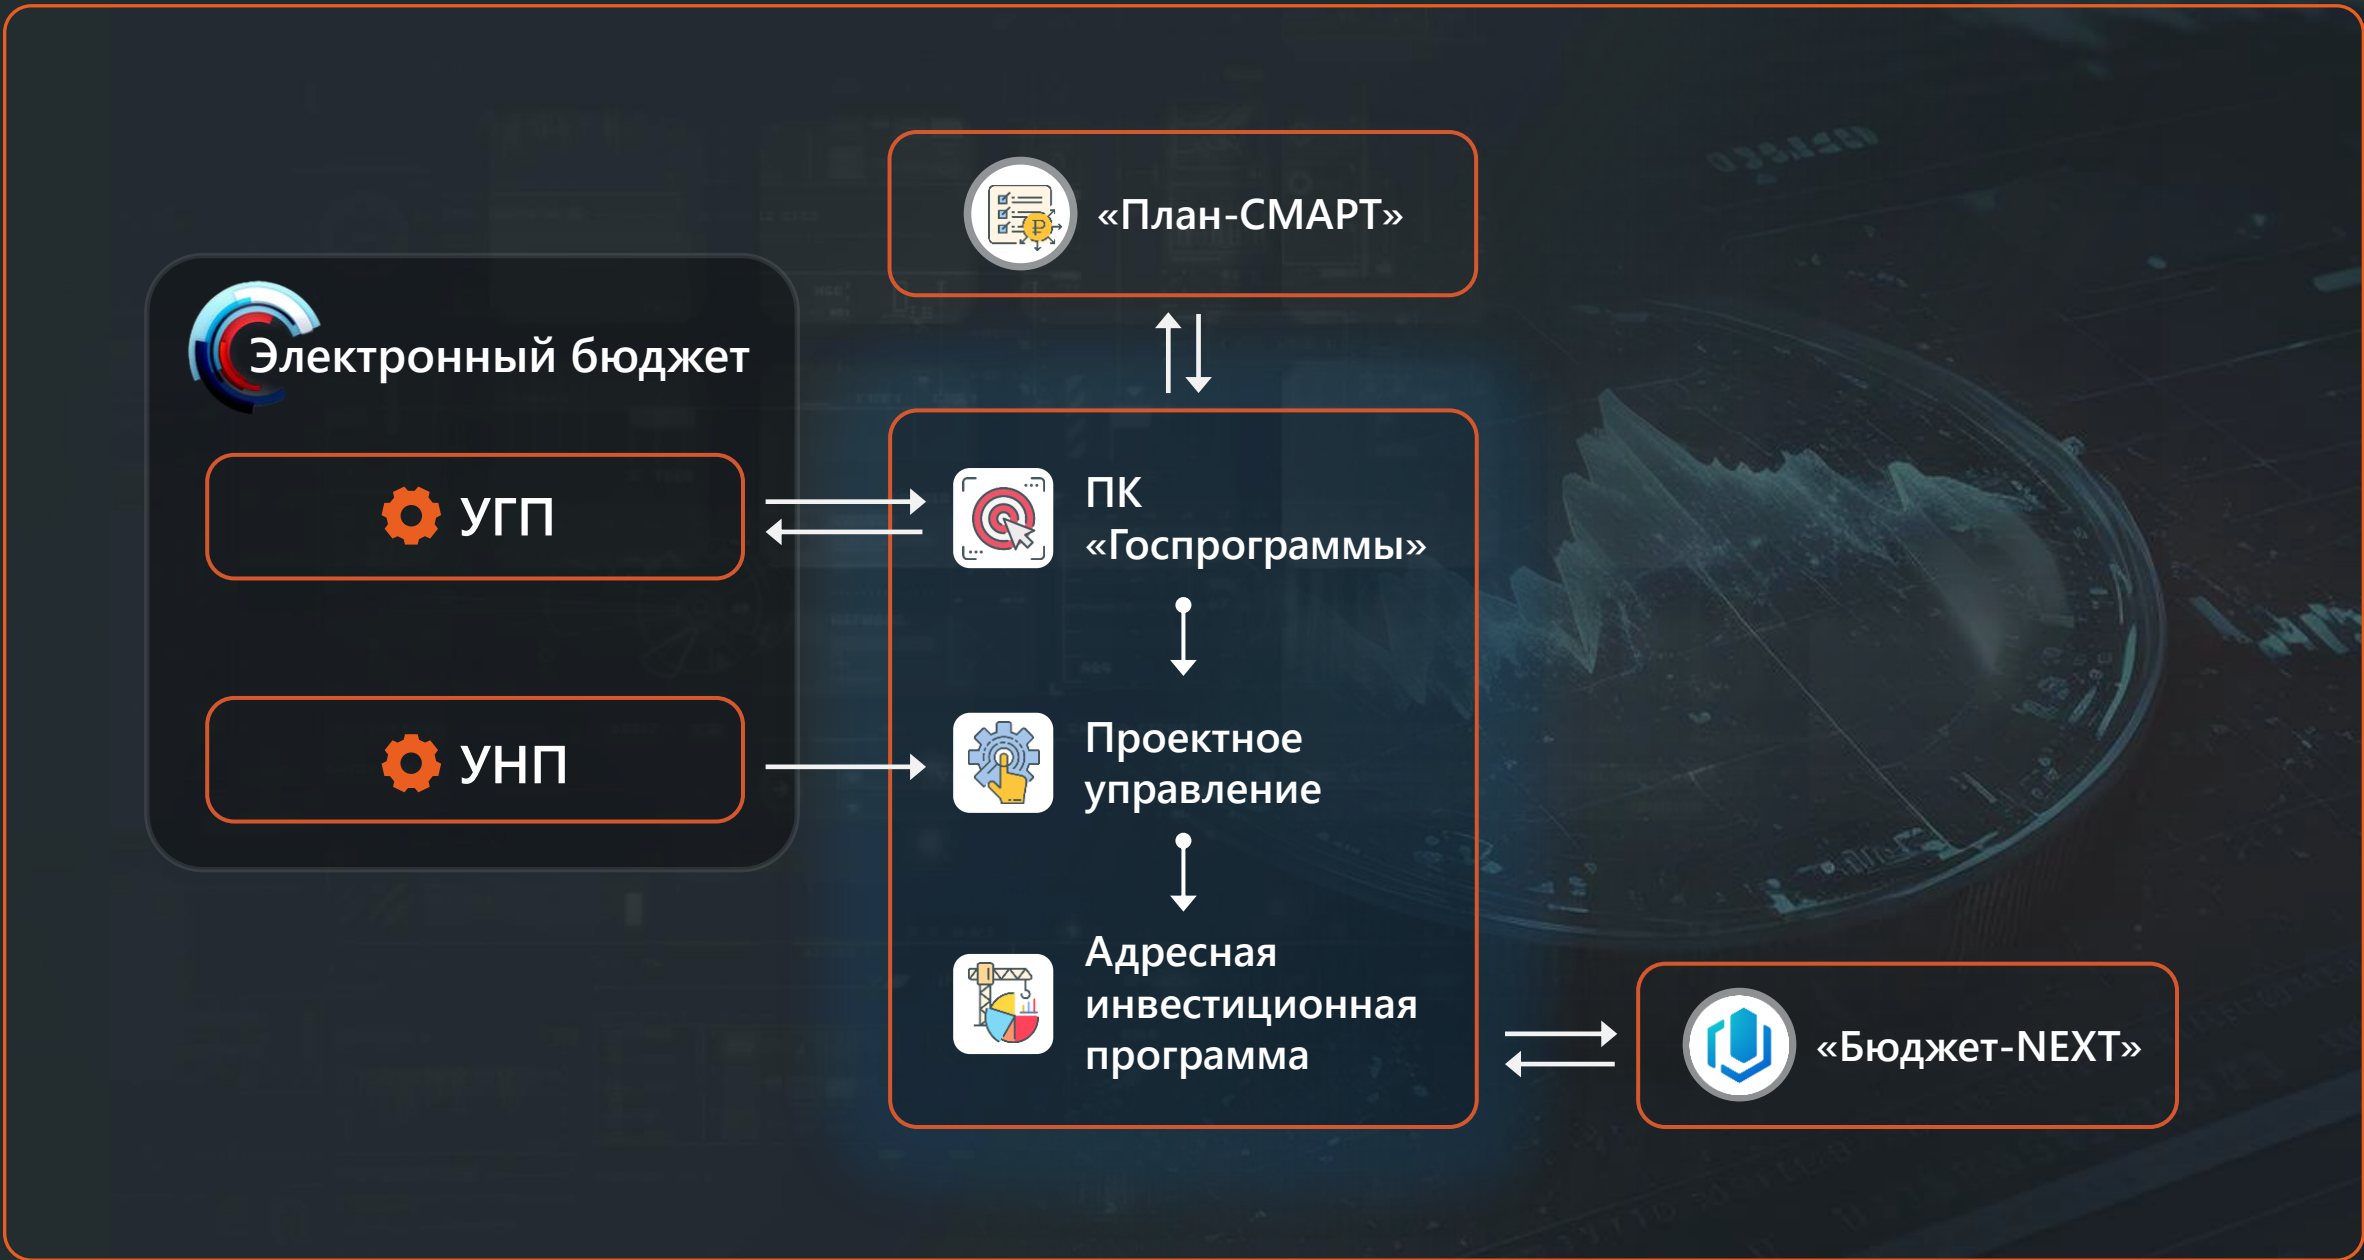 «План-СМАРТ»
Электронный бюджет
УГП
УНП
ПК
«Госпрограммы»
Проектное
управление
Адресная
инвестиционная
программа
«Бюджет-NEXT»